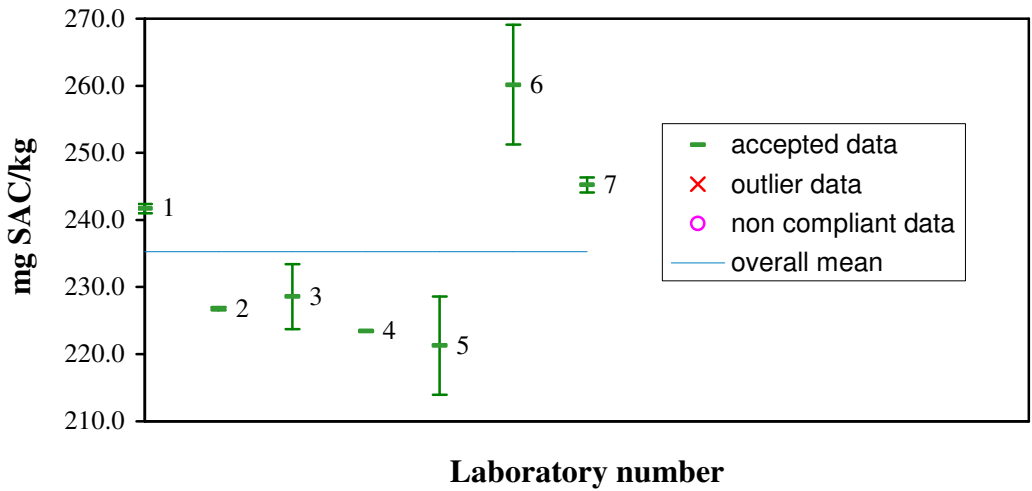 mg SAC/kg
270.0
260.0
250.0
240.0
230.0
220.0
210.0
1
2
3
4
5
6
7
accepted data
outlier data
non compliant data
overall mean
Laboratory number